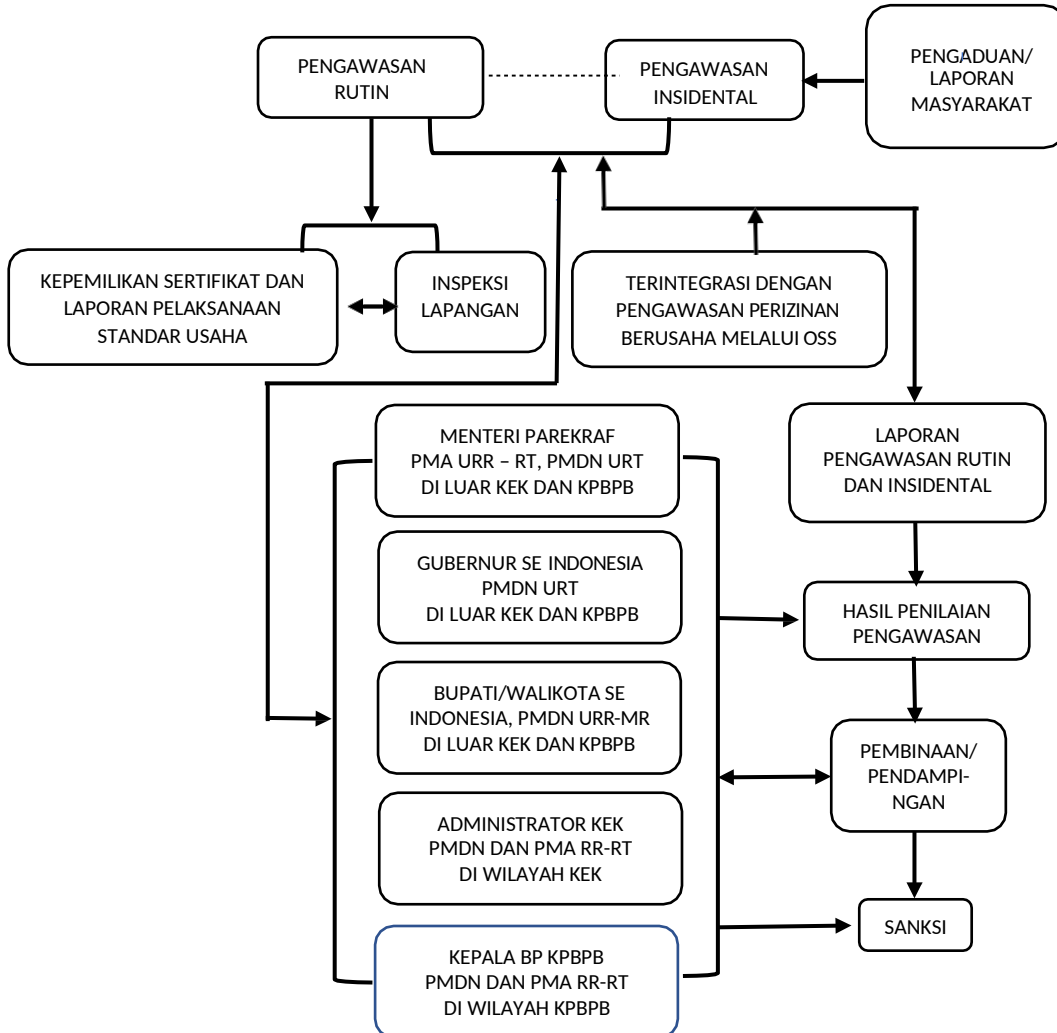 PENGAWASAN
RUTIN
PENGAWASAN
INSIDENTAL
PENGADUAN/
LAPORAN
MASYARAKAT
KEPEMILIKAN SERTIFIKAT DAN
LAPORAN PELAKSANAAN
STANDAR USAHA
INSPEKSI
LAPANGAN
TERINTEGRASI DENGAN
PENGAWASAN PERIZINAN
BERUSAHA MELALUI OSS
MENTERI PAREKRAF
PMA URR – RT, PMDN URT
DI LUAR KEK DAN KPBPB
GUBERNUR SE INDONESIA
PMDN URT
DI LUAR KEK DAN KPBPB
BUPATI/WALIKOTA SE
INDONESIA, PMDN URR-MR
DI LUAR KEK DAN KPBPB
ADMINISTRATOR KEK
PMDN DAN PMA RR-RT
DI WILAYAH KEK
KEPALA BP KPBPB
PMDN DAN PMA RR-RT
DI WILAYAH KPBPB
LAPORAN
PENGAWASAN RUTIN
DAN INSIDENTAL
HASIL PENILAIAN
PENGAWASAN
PEMBINAAN/
PENDAMPI-
NGAN
SANKSI